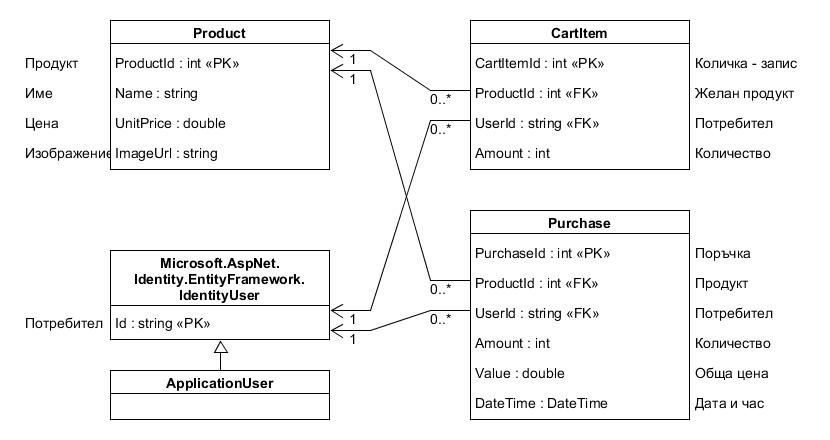 Product
Продукт ProductId : int «PK»
Име Name : string
Цена UnitPrice : double
Изображение ImageUrl : string
1
1
CartItem
CartItemId : int «PK» Количка - запис
ProductId : int «FK» Желан продукт
0..*
UserId : string «FK» Потребител
0..*
Amount : int Количество
Microsoft.AspNet.
Identity.EntityFramework.
IdentityUser
Потребител Id : string «PK»
1
1
ApplicationUser
Purchase
PurchaseId : int «PK» Поръчка
ProductId : int «FK» Продукт
0..*
UserId : string «FK» Потребител
0..*
Amount : int Количество
Value : double Обща цена
DateTime : DateTime Дата и час